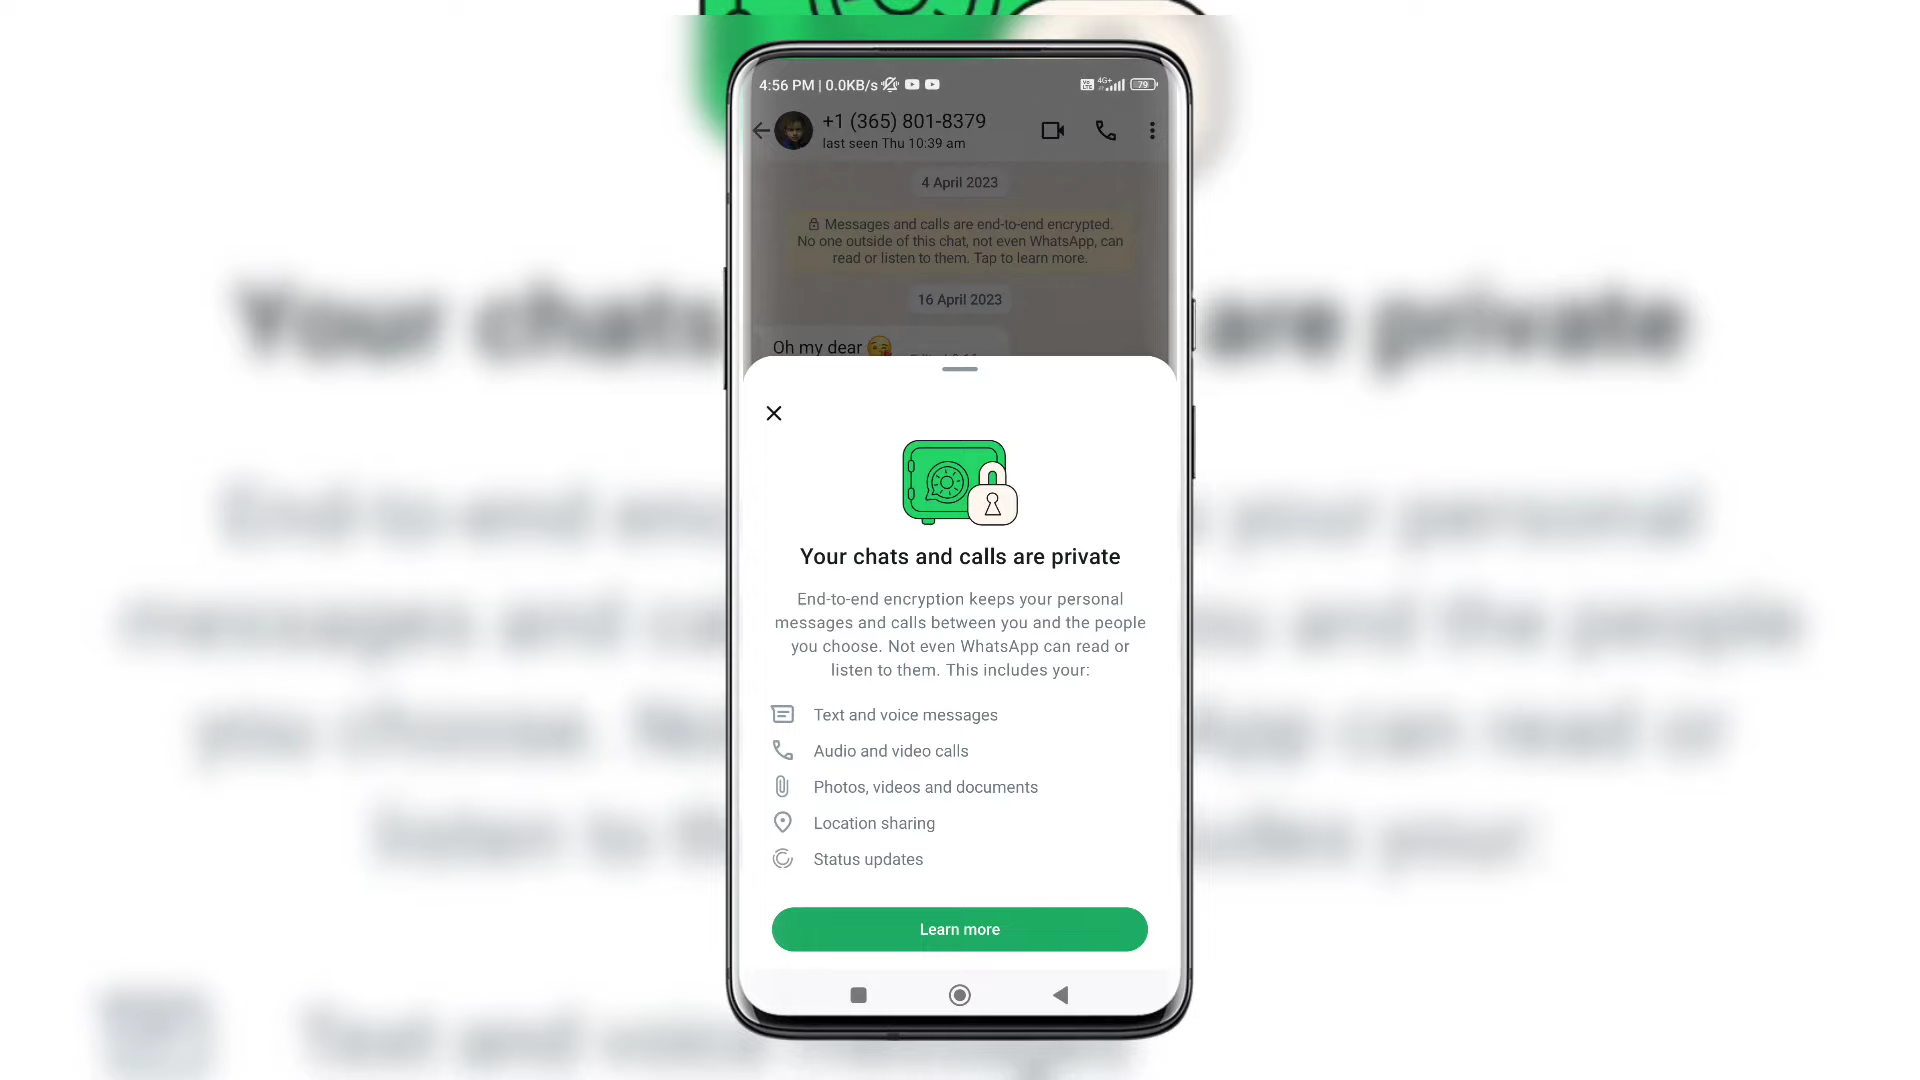 4:56 PM | 0.0KB/s
4G+
79
+1 (365) 801-8379
last seen Thu 10:39 am
4 April 2023
Messages and calls are end-to-end encrypted.
No one outside of this chat, not even WhatsApp, can
read or listen to them. Tap to learn more.
16 April 2023
Oh my dear 😘
Your chats and calls are private
End-to-end encryption keeps your personal
messages and calls between you and the people
you choose. Not even WhatsApp can read or
listen to them. This includes your:
Text and voice messages
Audio and video calls
Photos, videos and documents
Location sharing
Status updates
Learn more